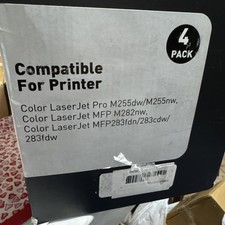 4
PACK
Compatible
For Printer
Color LaserJet Pro M255dw/M255nw,
Color LaserJet MFP M282nw,
Color LaserJet MFP283fdn/283cdw/
283fdw